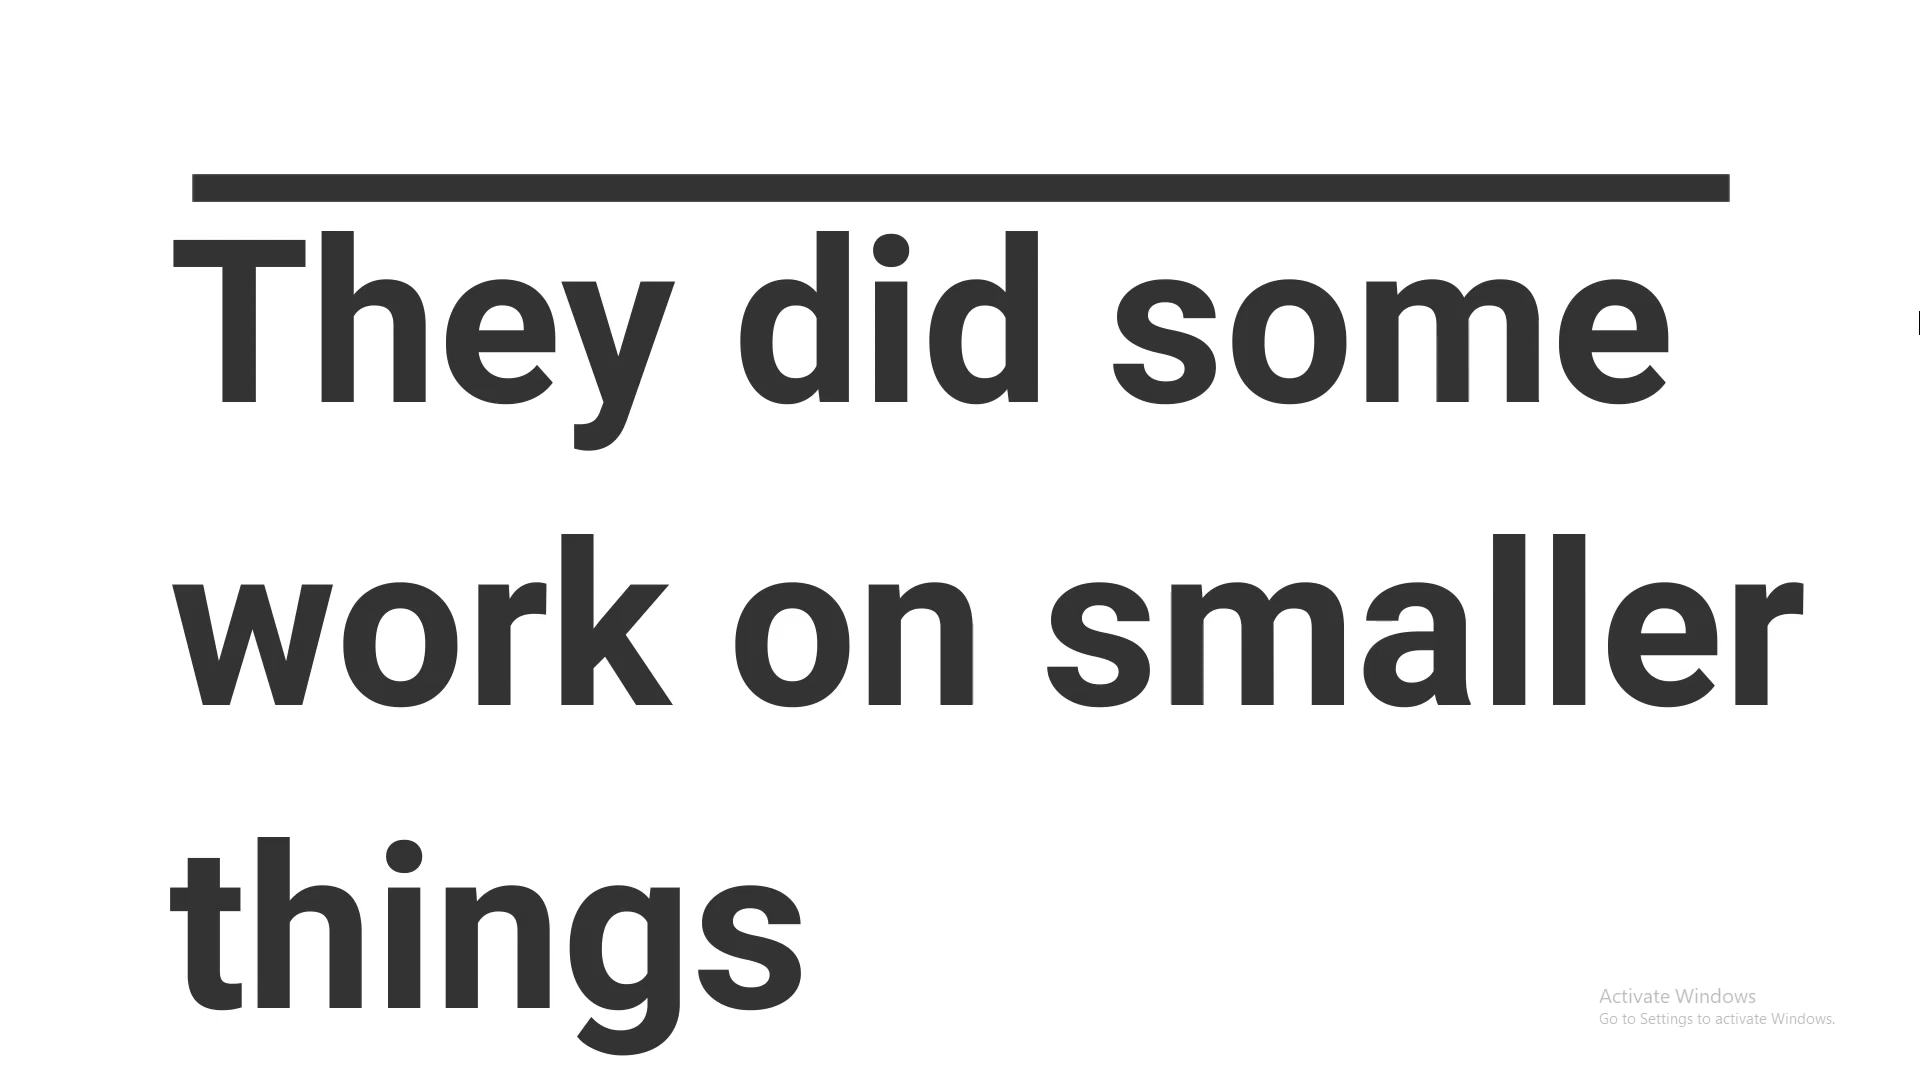 They did some
work on smaller
things
Activate Windows
Go to Settings to activate Windows.